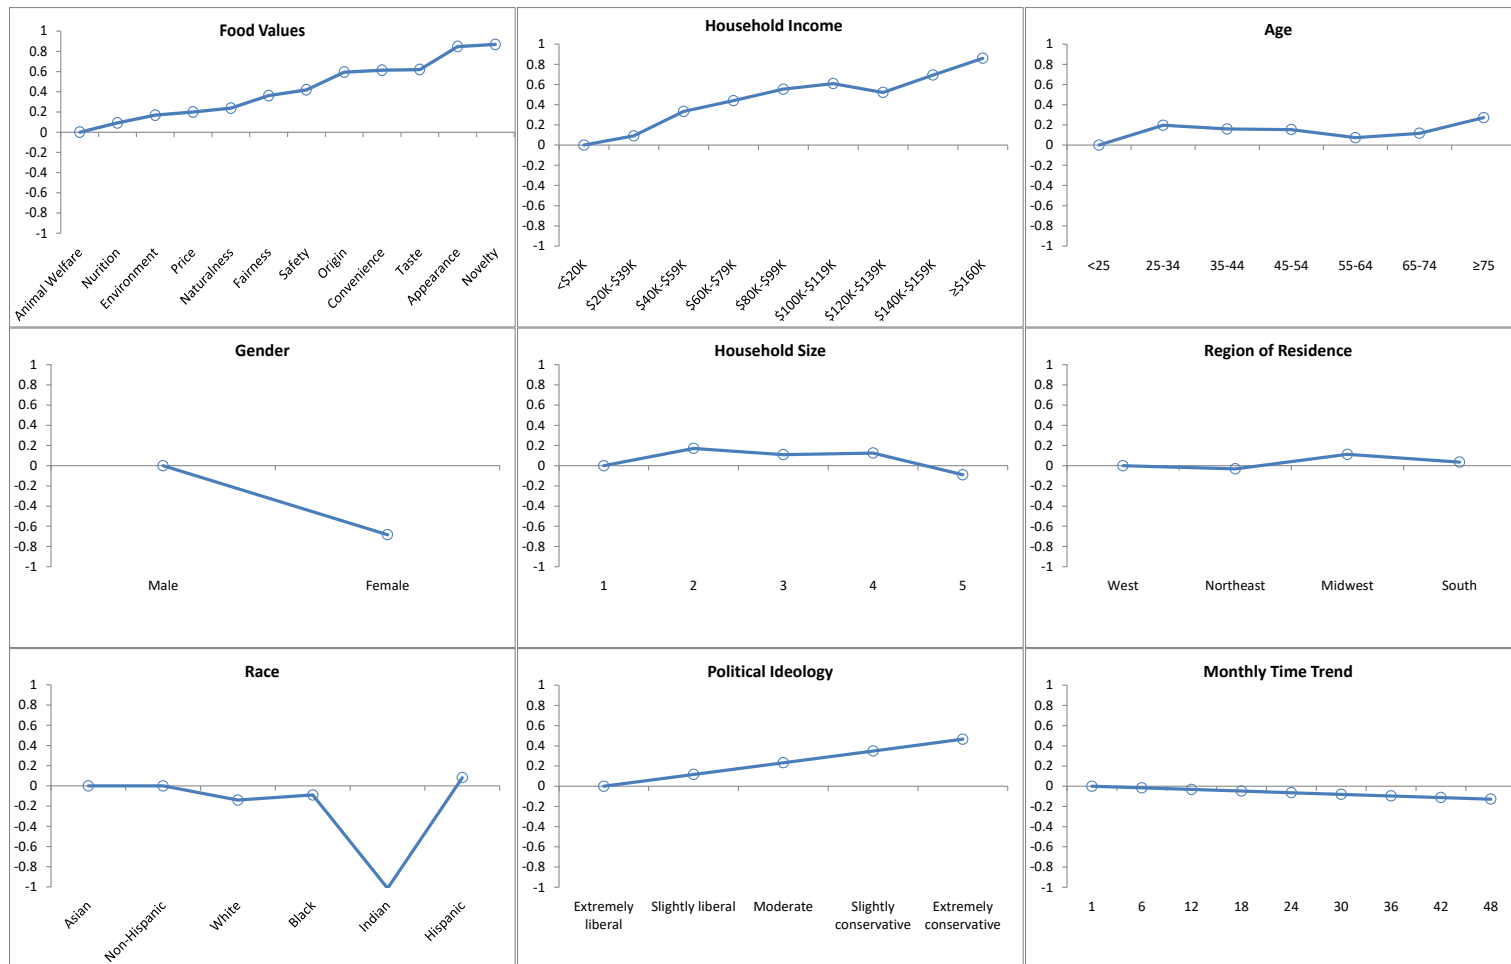 Food Values
1
0.8
0.6
0.4
0.2
0
-0.2
-0.4
-0.6
-0.8
-1
Animal Welfare
Nurition
Environment
Price
Naturalness
Fairness
Safety
Origin
Convenience
Taste
Appearance
Novelty
Household Income
1
0.8
0.6
0.4
0.2
0
-0.2
-0.4
-0.6
-0.8
-1
<$20K
$20K-$39K
$40K-$59K
$60K-$79K
$80K-$99K
$100K-$119K
$120K-$139K
$140K-$159K
≥$160K
Age
1
0.8
0.6
0.4
0.2
0
-0.2
-0.4
-0.6
-0.8
-1
<25 25-34 35-44 45-54 55-64 65-74 ≥75
Gender
1
0.8
0.6
0.4
0.2
0
-0.2
-0.4
-0.6
-0.8
-1
Male Female
Household Size
1
0.8
0.6
0.4
0.2
0
-0.2
-0.4
-0.6
-0.8
-1
1 2 3 4 5
Region of Residence
1
0.8
0.6
0.4
0.2
0
-0.2
-0.4
-0.6
-0.8
-1
West Northeast Midwest South
Race
1
0.8
0.6
0.4
0.2
0
-0.2
-0.4
-0.6
-0.8
-1
Asian
Non-Hispanic
White
Black
Indian
Hispanic
Political Ideology
1
0.8
0.6
0.4
0.2
0
-0.2
-0.4
-0.6
-0.8
-1
Extremely Slightly liberal Moderate Slightly Extremely
liberal conservative conservative
Monthly Time Trend
1
0.8
0.6
0.4
0.2
0
-0.2
-0.4
-0.6
-0.8
-1
1 6 12 18 24 30 36 42 48